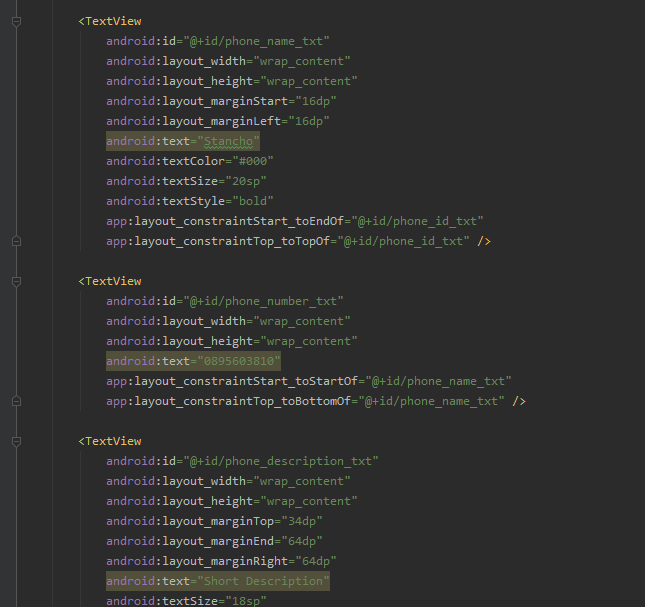 <TextView
android:id="@+id/phone_name_txt"
android:layout_width="wrap_content"
android:layout_height="wrap_content"
android:layout_marginStart="16dp"
android:layout_marginLeft="16dp"
android:text="Stancho"
android:textColor="#000"
android:textSize="20sp"
android:textStyle="bold"
app:layout_constraintStart_toEndOf="@+id/phone_id_txt"
app:layout_constraintTop_toTopOf="@+id/phone_id_txt" />
<TextView
android:id="@+id/phone_number_txt"
android:layout_width="wrap_content"
android:layout_height="wrap_content"
android:text="0895603810"
app:layout_constraintStart_toStartOf="@+id/phone_name_txt"
app:layout_constraintTop_toBottomOf="@+id/phone_name_txt" />
<TextView
android:id="@+id/phone_description_txt"
android:layout_width="wrap_content"
android:layout_height="wrap_content"
android:layout_marginTop="34dp"
android:layout_marginEnd="64dp"
android:layout_marginRight="64dp"
android:text="Short Description"
android:textSize="18sp"